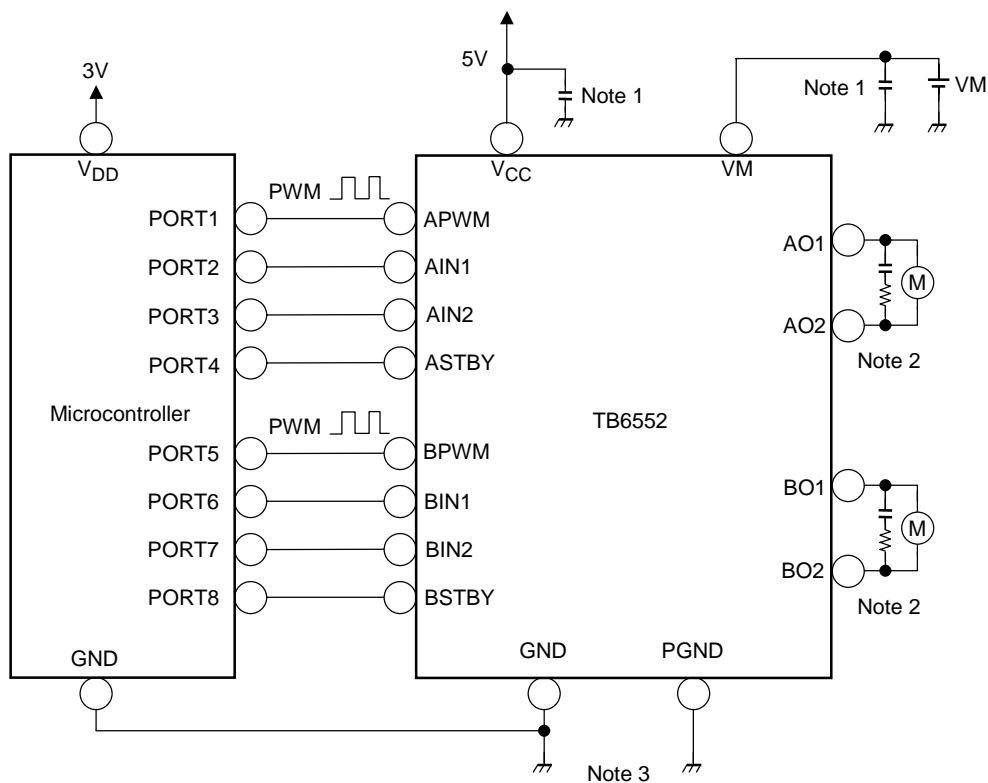 3V
5V
Note 1
Note 1
VM
VDD
VCC
VM
PWM
PORT1
APWM
PORT2
AIN1
PORT3
AIN2
PORT4
ASTBY
AO1
M
AO2
Note 2
Microcontroller
TB6552
PWM
PORT5
BPWM
PORT6
BIN1
PORT7
BIN2
PORT8
BSTBY
BO1
M
BO2
Note 2
GND
GND
PGND
Note 3